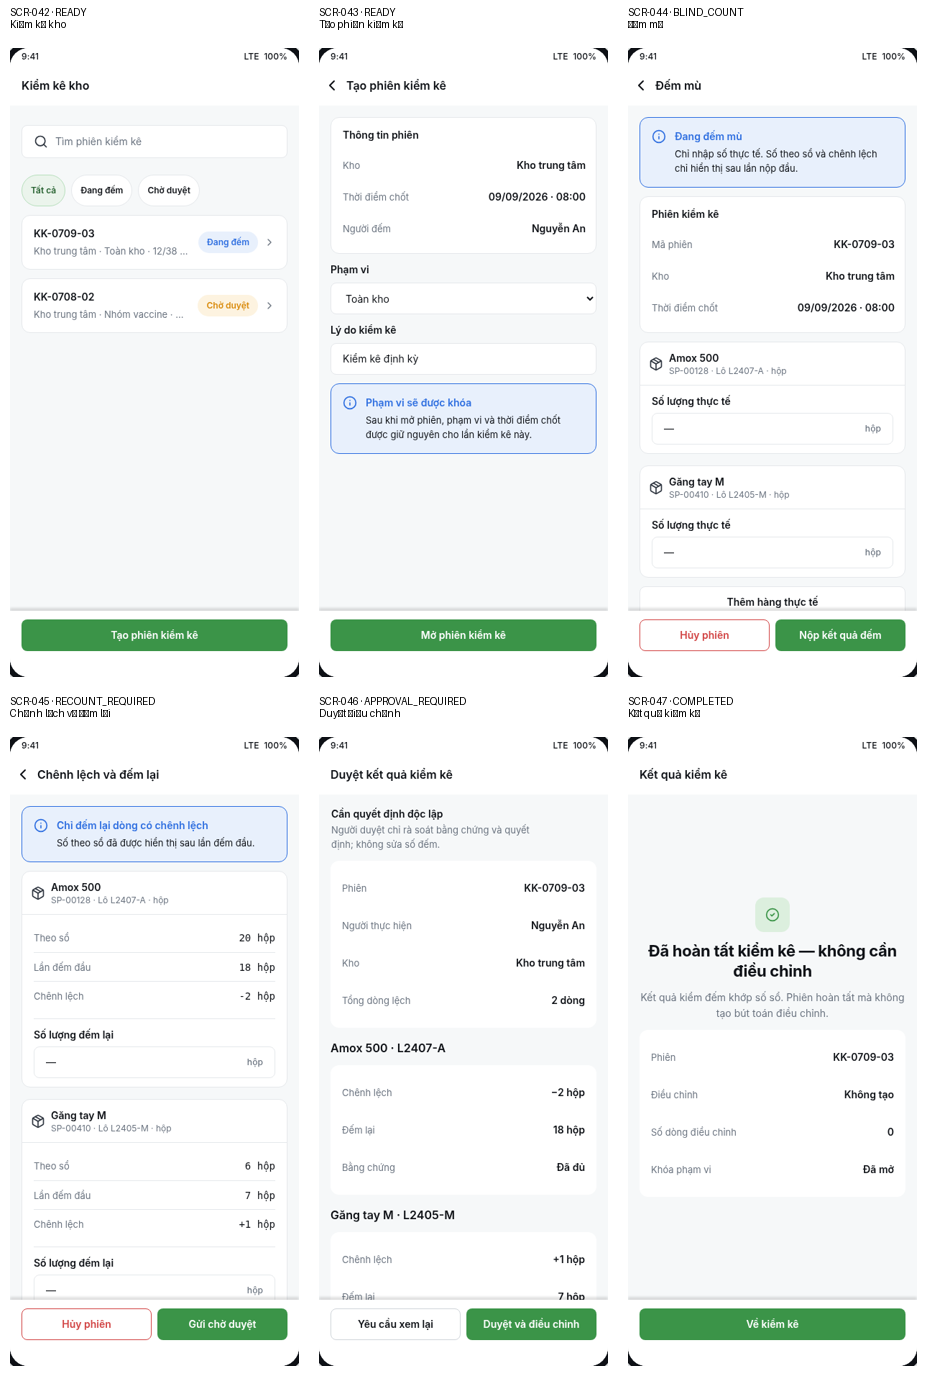 SCR-042 · READY
Kiểm kê kho
9:41
LTE 100%
Kiểm kê kho
Tìm phiên kiểm kê
Tất cả
Đang đếm
Chờ duyệt
KK-0709-03
Kho trung tâm · Toàn kho · 12/38 ...
Đang đếm
KK-0708-02
Kho trung tâm · Nhóm vaccine · ...
Chờ duyệt
Tạo phiên kiểm kê
SCR-043 · READY
9:41
LTE 100%
Tạo phiên kiểm kê
Thông tin phiên
Kho
Kho trung tâm
Thời điểm chốt
09/09/2026 · 08:00
Người đếm
Nguyễn An
Phạm vi
Toàn kho
Lý do kiểm kê
Kiểm kê định kỳ
Phạm vi sẽ được khóa
Sau khi mở phiên, phạm vi và thời điểm chốt
được giữ nguyên cho lần kiểm kê này.
Mở phiên kiểm kê
SCR-044 · BLIND_COUNT
9:41
LTE 100%
Đếm mù
Đang đếm mù
Chỉ nhập số thực tế. Số theo sổ và chênh lệch
chỉ hiển thị sau lần nộp đầu.
Phiên kiểm kê
Mã phiên
KK-0709-03
Kho
Kho trung tâm
Thời điểm chốt
09/09/2026 · 08:00
Amox 500
SP-00128 · Lô L2407-A · hộp
Số lượng thực tế
—
hộp
Găng tay M
SP-00410 · Lô L2405-M · hộp
Số lượng thực tế
—
hộp
Thêm hàng thực tế
Hủy phiên
Nộp kết quả đếm
SCR-045 · RECOUNT_REQUIRED
9:41
LTE 100%
Chênh lệch và đếm lại
Chỉ đếm lại dòng có chênh lệch
Số theo sổ đã được hiển thị sau lần đếm đầu.
Amox 500
SP-00128 · Lô L2407-A · hộp
Theo sổ
20 hộp
Lần đếm đầu
18 hộp
Chênh lệch
-2 hộp
Số lượng đếm lại
—
hộp
Găng tay M
SP-00410 · Lô L2405-M · hộp
Theo sổ
6 hộp
Lần đếm đầu
7 hộp
Chênh lệch
+1 hộp
Số lượng đếm lại
—
hộp
Hủy phiên
Gửi chờ duyệt
SCR-046 · APPROVAL_REQUIRED
9:41
LTE 100%
Duyệt kết quả kiểm kê
Cần quyết định độc lập
Người duyệt chỉ rà soát bằng chứng và quyết
định; không sửa số đếm.
Phiên
KK-0709-03
Người thực hiện
Nguyễn An
Kho
Kho trung tâm
Tổng dòng lệch
2 dòng
Amox 500 · L2407-A
Chênh lệch
−2 hộp
Đếm lại
18 hộp
Bằng chứng
Đã đủ
Găng tay M · L2405-M
Chênh lệch
+1 hộp
Đếm lại
7 hộp
Yêu cầu xem lại
Duyệt và điều chỉnh
SCR-047 · COMPLETED
9:41
LTE 100%
Kết quả kiểm kê
Đã hoàn tất kiểm kê — không cần
điều chỉnh
Kết quả kiểm đếm khớp sổ số. Phiên hoàn tất mà không
tạo bút toán điều chỉnh.
Phiên
KK-0709-03
Điều chỉnh
Không tạo
Số dòng điều chỉnh
0
Khóa phạm vi
Đã mở
Về kiểm kê